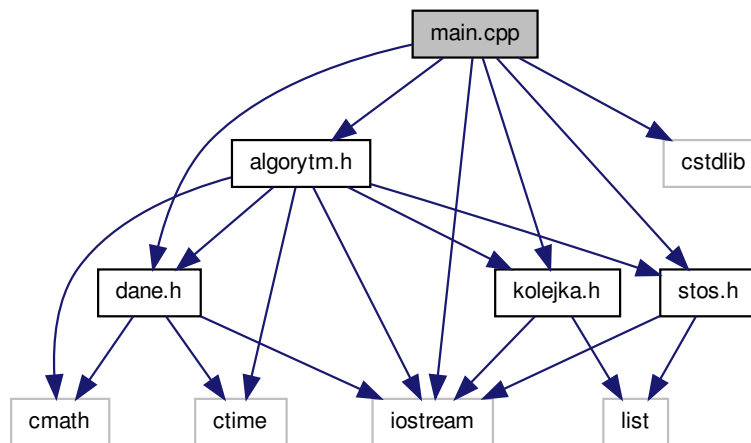 main.cpp
algorytm.h
cstdlib
dane.h
kolejka.h
stos.h
cmath
ctime
iostream
list